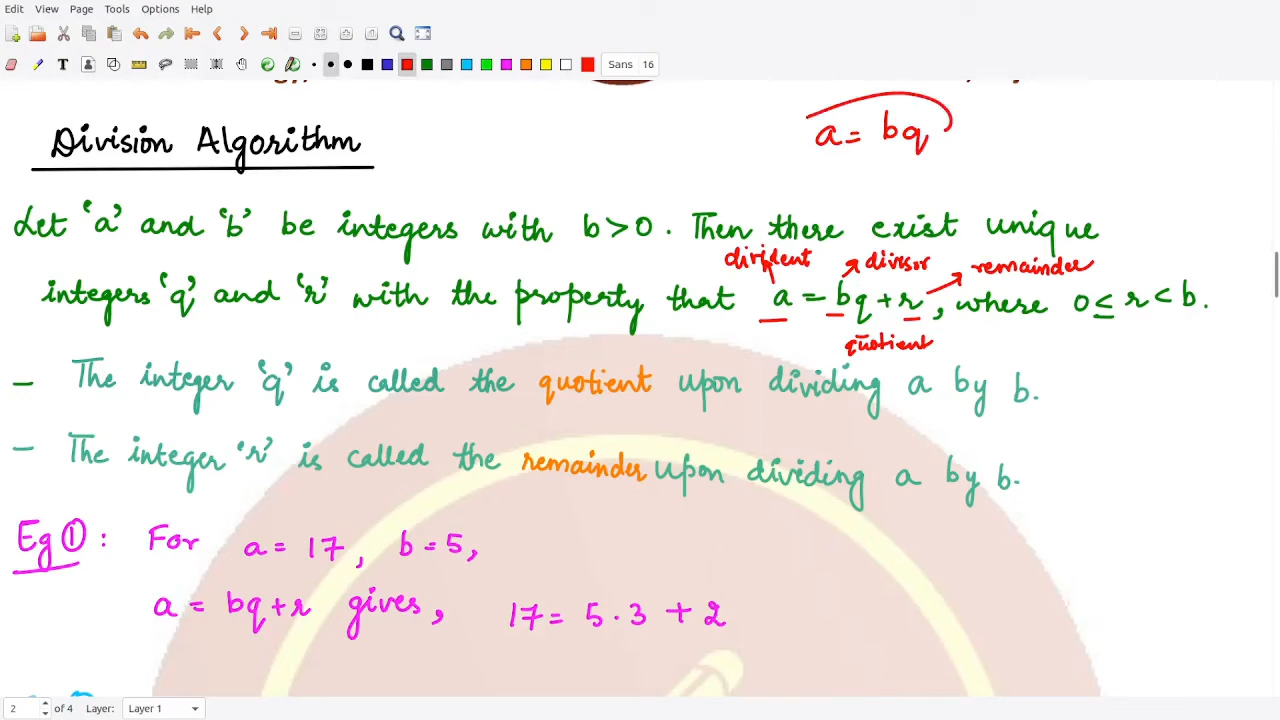 Edit View Page Tools Options Help
Sans 16
a = bq
Division Algorithm
Let 'a' and 'b' be integers with b > 0. Then there exist unique
divident divisor remainder
integers 'q' and 'r' with the property that a = bq + r, where 0 ≤ r < b.
quotient
– The integer 'q' is called the quotient upon dividing a by b.
– The integer 'r' is called the remainder upon dividing a by b.
Eg ①: For a = 17, b = 5,
a = bq + r gives, 17 = 5 · 3 + 2
2 of 4 Layer: Layer 1